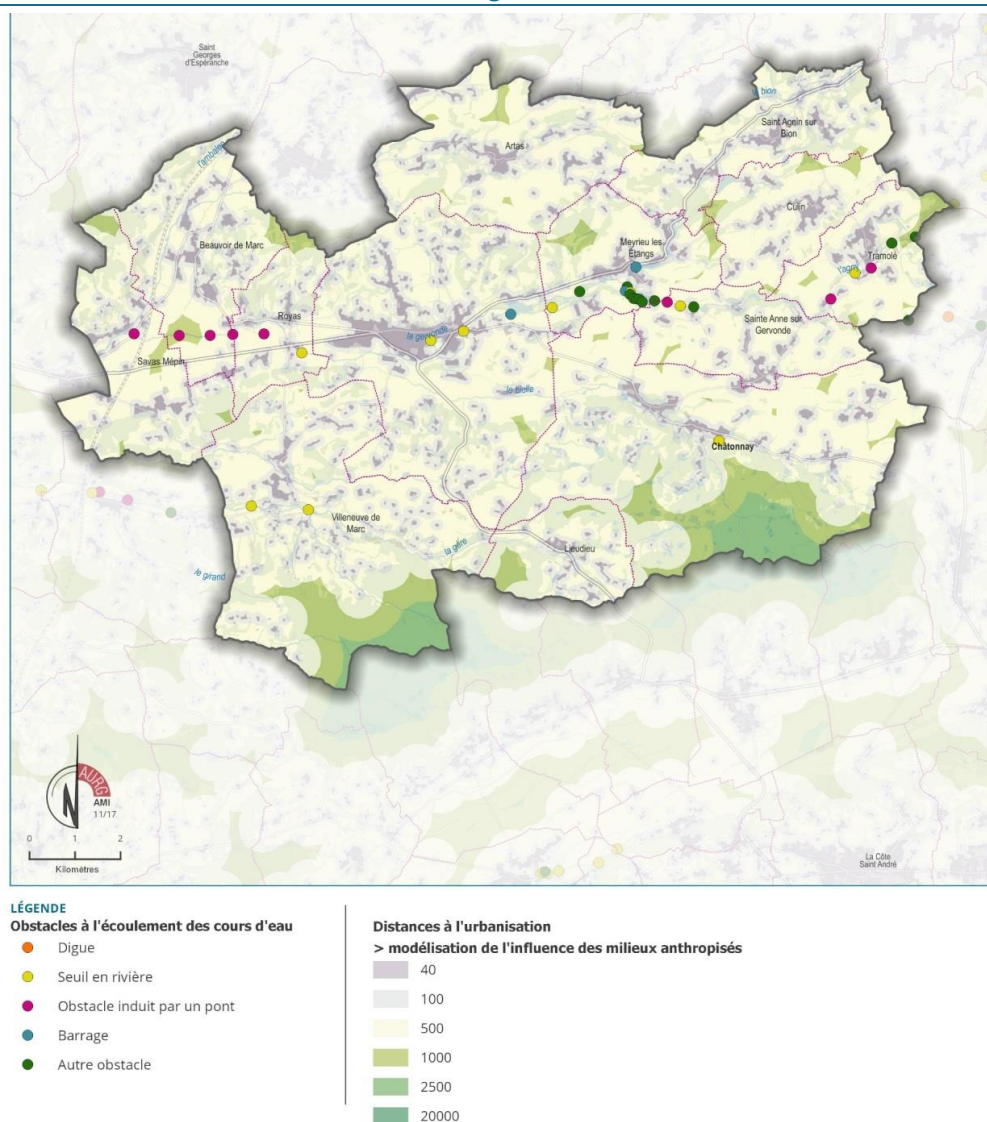 Saint
Georges
d'Espéranche
le bion
Saint Agnin sur
Bion
l'ambalon
Artas
Culin
Beauvoir de Marc
Meyrieu les
Étangs
Tramolé
l'agny
Royas
Sainte Anne sur
Gervonde
la gervonde
Savas Mépin
Châtonnay
Villeneuve de
Marc
la gère
Lieudieu
le girand
AURG
N
AMI
11/17
0 1 2
Kilomètres
La Côte
Saint André
LÉGENDE
Obstacles à l'écoulement des cours d'eau
Digue
Seuil en rivière
Obstacle induit par un pont
Barrage
Autre obstacle
Distances à l'urbanisation
> modélisation de l'influence des milieux anthropisés
40
100
500
1000
2500
20000